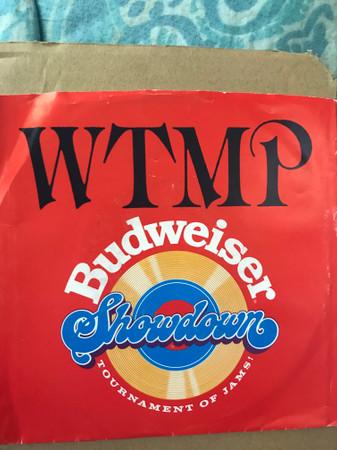 WTMP
Budweiser
Showdown
TOURNAMENT OF JAMS!